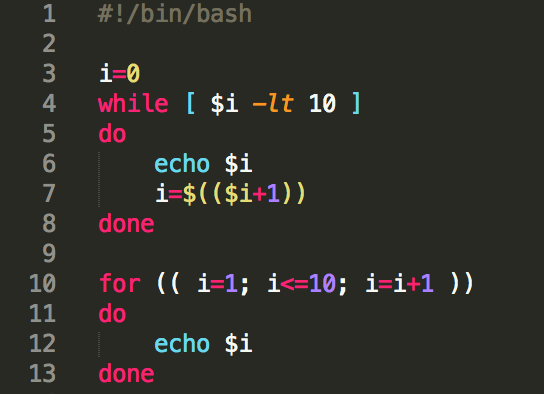 1 #!/bin/bash
2
3 i=0
4 while [ $i -lt 10 ]
5 do
6     echo $i
7     i=$(($i+1))
8 done
9
10 for (( i=1; i<=10; i=i+1 ))
11 do
12     echo $i
13 done